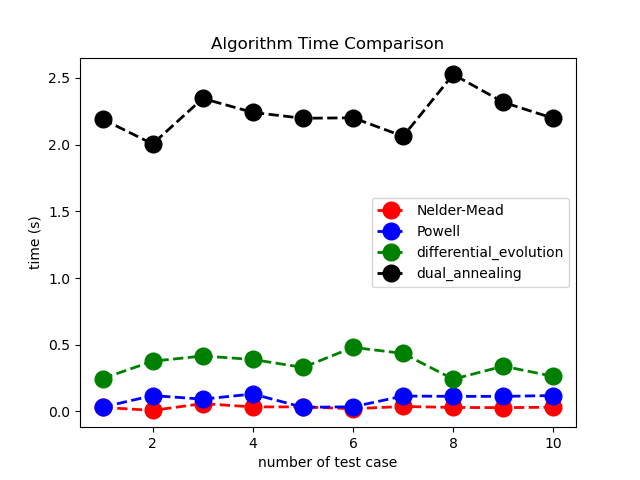 Algorithm Time Comparison
2.5
2.0
1.5
1.0
0.5
0.0
time (s)
Nelder-Mead
Powell
differential_evolution
dual_annealing
2
4
6
8
10
number of test case